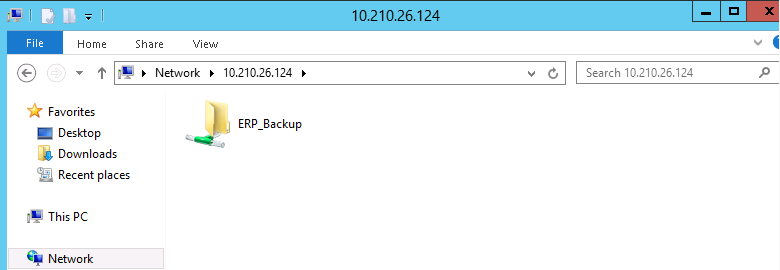 10.210.26.124
File Home Share View
Network 10.210.26.124
Search 10.210.26.124
Favorites
Desktop
Downloads
Recent places
This PC
Network
ERP_Backup